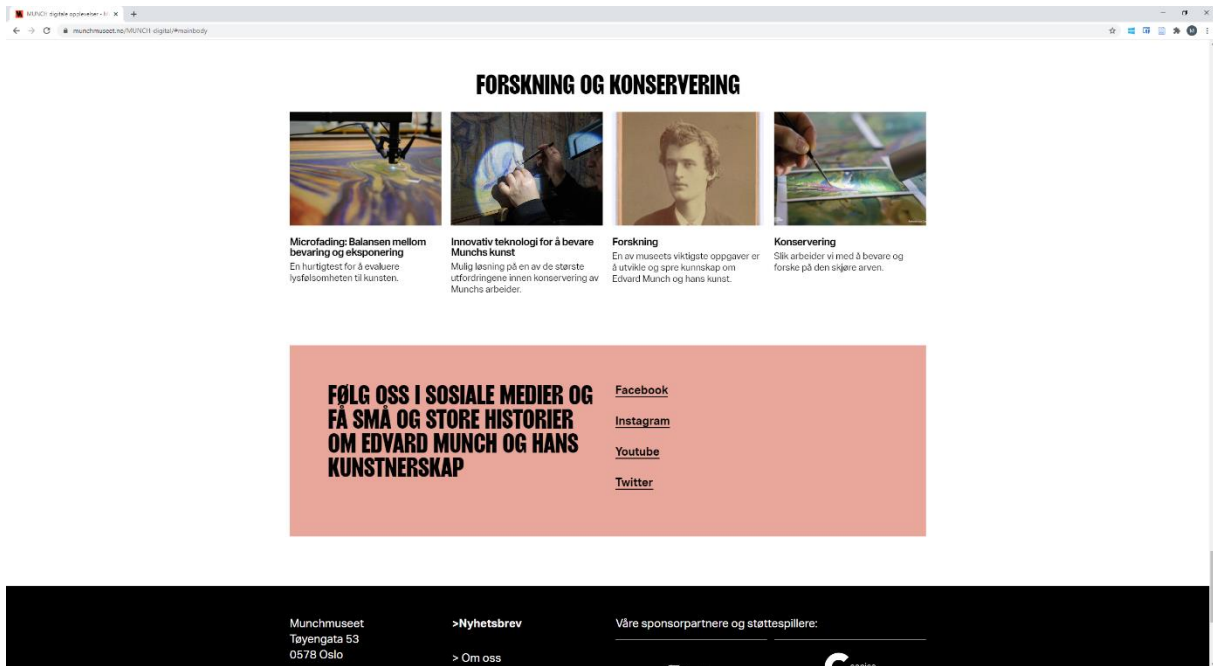 MUNCH digitale opplevelser - M
munchmuseet.no/MUNCH-digital/#mainbody
FORSKNING OG KONSERVERING
Microfading: Balansen mellom
bevaring og eksponering
En hurtigtest for å evaluere
lysfølsomheten til kunsten.
Innovativ teknologi for å bevare
Munchs kunst
Mulig løsning på en av de største
utfordringene innen konservering av
Munchs arbeider.
Forskning
En av museets viktigste oppgaver er
å utvikle og spre kunnskap om
Edvard Munch og hans kunst.
Konservering
Slik arbeider vi med å bevare og
forske på den skjøre arven.
FØLG OSS I SOSIALE MEDIER OG
FÅ SMÅ OG STORE HISTORIER
OM EDVARD MUNCH OG HANS
KUNSTNERSKAP
Facebook
Instagram
Youtube
Twitter
Munchmuseet
Tøyengata 53
0578 Oslo
>Nyhetsbrev
> Om oss
Våre sponsorpartnere og støttespillere: